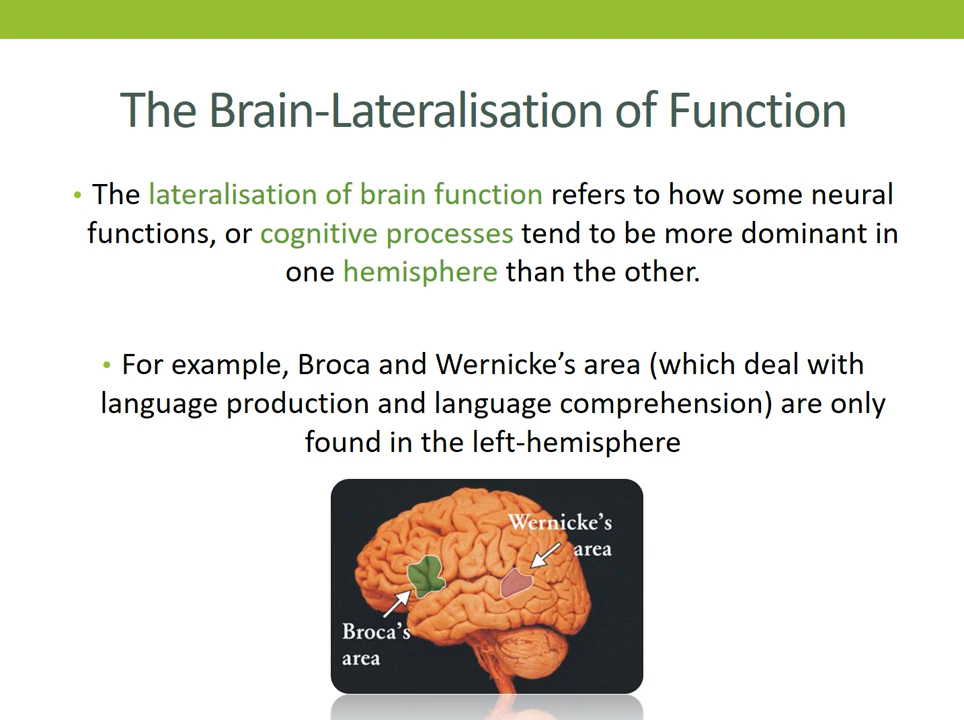 The Brain-Lateralisation of Function
• The lateralisation of brain function refers to how some neural
functions, or cognitive processes tend to be more dominant in
one hemisphere than the other.
• For example, Broca and Wernicke’s area (which deal with
language production and language comprehension) are only
found in the left-hemisphere
Wernicke’s
area
Broca’s
area